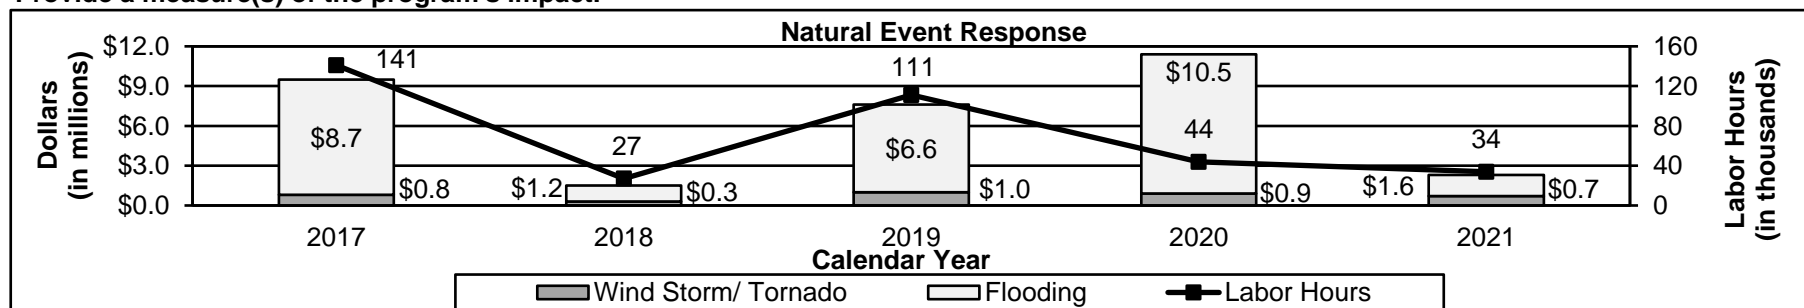 Provide a measure(s) of the program's impact.
Natural Event Response
Dollars
(in millions)
$12.0
$9.0
$6.0
$3.0
$0.0
141
27
111
44
34
$8.7
$0.8
$1.2
$0.3
$6.6
$1.0
$10.5
$0.9
$1.6
$0.7
160
120
80
40
0
Labor Hours
(in thousands)
2017 2018 2019 2020 2021
Calendar Year
Wind Storm/ Tornado Flooding Labor Hours